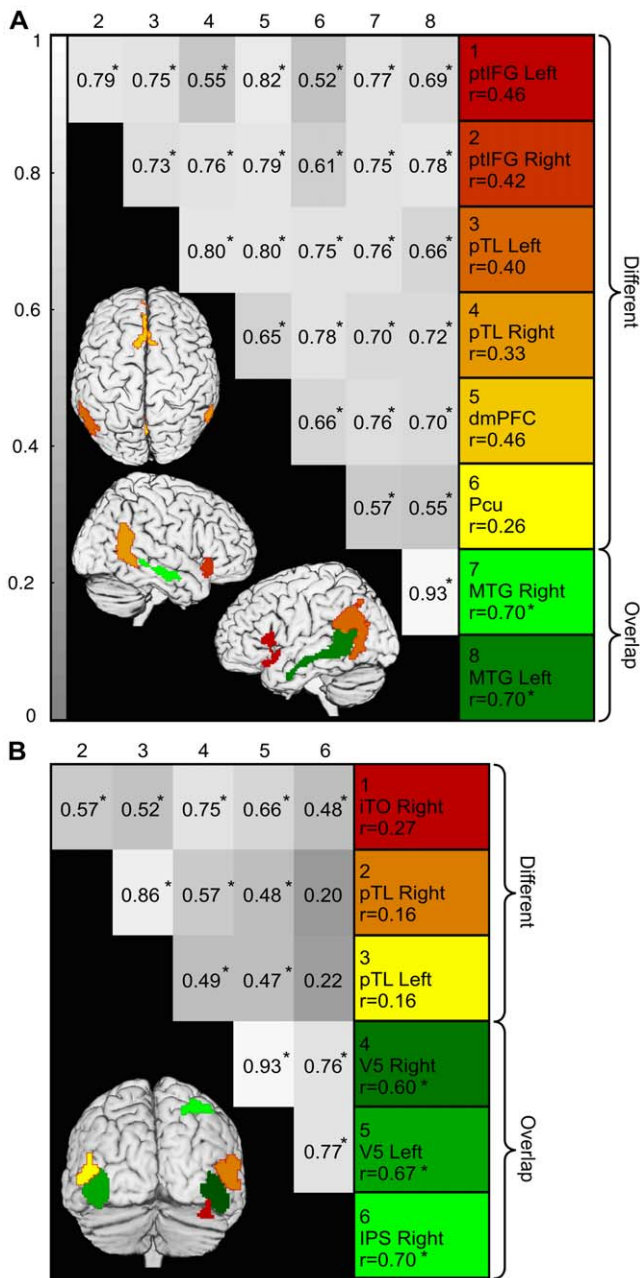 A
2 3 4 5 6 7 8
1
0.8
0.6
0.4
0.2
0
0.79* 0.75* 0.55* 0.82* 0.52* 0.77* 0.69*
1
ptIFG Left
r=0.46
0.73* 0.76* 0.79* 0.61* 0.75* 0.78*
2
ptIFG Right
r=0.42
0.80* 0.80* 0.75* 0.76* 0.66*
3
pTL Left
r=0.40
0.65* 0.78* 0.70* 0.72*
4
pTL Right
r=0.33
0.66* 0.76* 0.70*
5
dmPFC
r=0.46
0.57* 0.55*
6
Pcu
r=0.26
0.93*
7
MTG Right
r=0.70*
8
MTG Left
r=0.70*
Different
Overlap
B
2 3 4 5 6
0.57* 0.52* 0.75* 0.66* 0.48*
1
iTO Right
r=0.27
0.86* 0.57* 0.48* 0.20
2
pTL Right
r=0.16
0.49* 0.47* 0.22
3
pTL Left
r=0.16
0.93* 0.76*
4
V5 Right
r=0.60*
0.77*
5
V5 Left
r=0.67*
6
IPS Right
r=0.70*
Different
Overlap